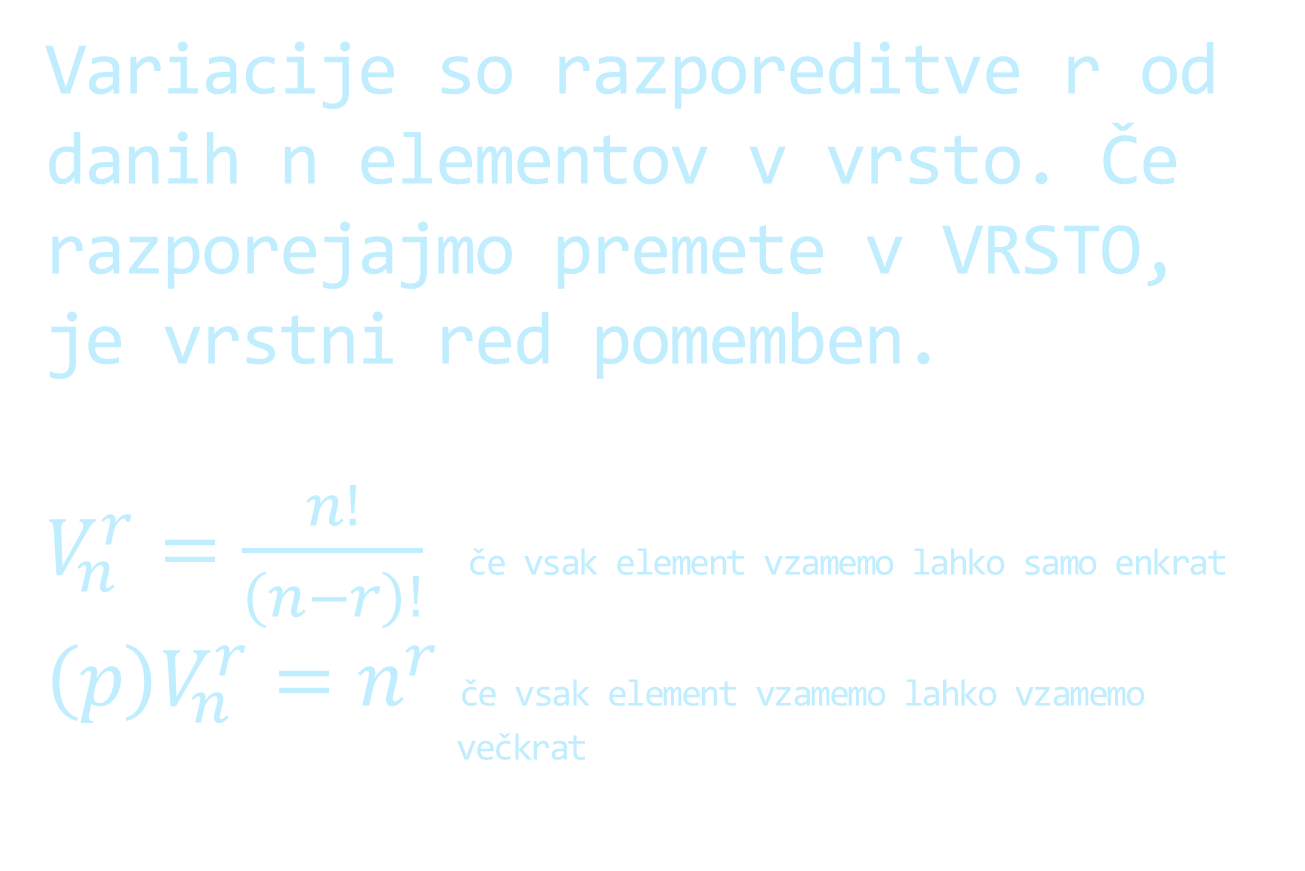 Variacije so razporeditve r od
danih n elementov v vrsto. Če
razporejajmo premete v VRSTO,
je vrstni red pomemben.
$V_n^r = \frac{n!}{(n-r)!}$ če vsak element vzamemo lahko samo enkrat
$(p)V_n^r = n^r$ če vsak element vzamemo lahko vzamemo
večkrat